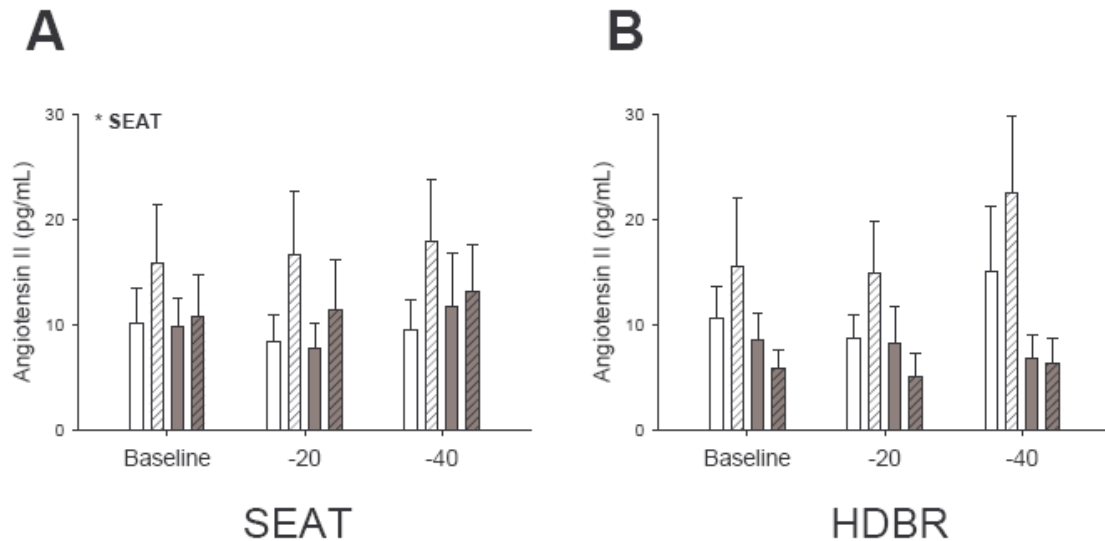 A
B
30
* SEAT
20
10
0
Angiotensin II (pg/mL)
Baseline
-20
-40
SEAT
30
20
10
0
Angiotensin II (pg/mL)
Baseline
-20
-40
HDBR